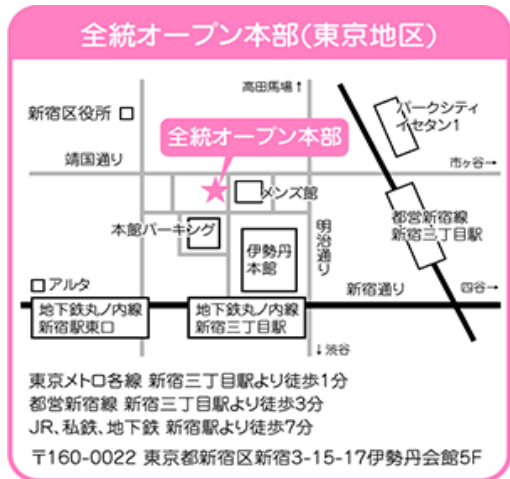 全統オープン本部(東京地区)
高田馬場↑
新宿区役所
パークシティ
イセタン1
全統オープン本部
靖国通り
市ヶ谷→
メンズ館
都営新宿線
新宿三丁目駅
本館パーキング
明治通り
伊勢丹
本館
アルタ
新宿通り
四谷→
地下鉄丸ノ内線
新宿駅東口
地下鉄丸ノ内線
新宿三丁目駅
↓渋谷
東京メトロ各線 新宿三丁目駅より徒歩1分
都営新宿線 新宿三丁目駅より徒歩3分
JR、私鉄、地下鉄 新宿駅より徒歩7分
〒160-0022 東京都新宿区新宿3-15-17伊勢丹会館5F